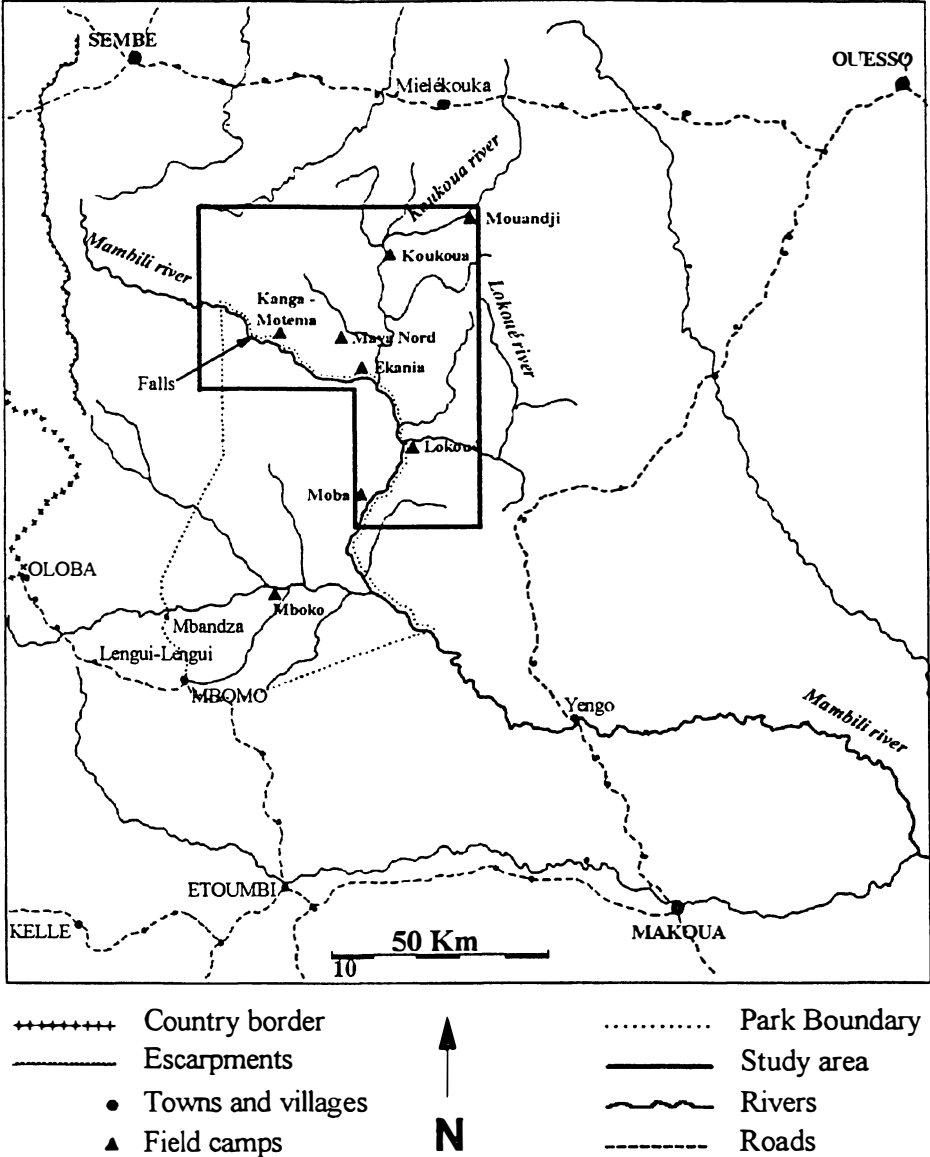 SEMBE
OUESSO
Mielékouka
Koukoua river
Mouandji
Mambili river
Koukoua
Lokoué river
Kanga -
Motema
Maya Nord
Falls
Ekania
Lokoué
Moba
OLOBA
Mboko
Mbandza
Lengui-Lengui
MBOMO
Yengo
Mambili river
ETOUMBI
KELLE
MAKOUA
50 Km
10
Country border
Escarpments
Towns and villages
Field camps
N
Park Boundary
Study area
Rivers
Roads